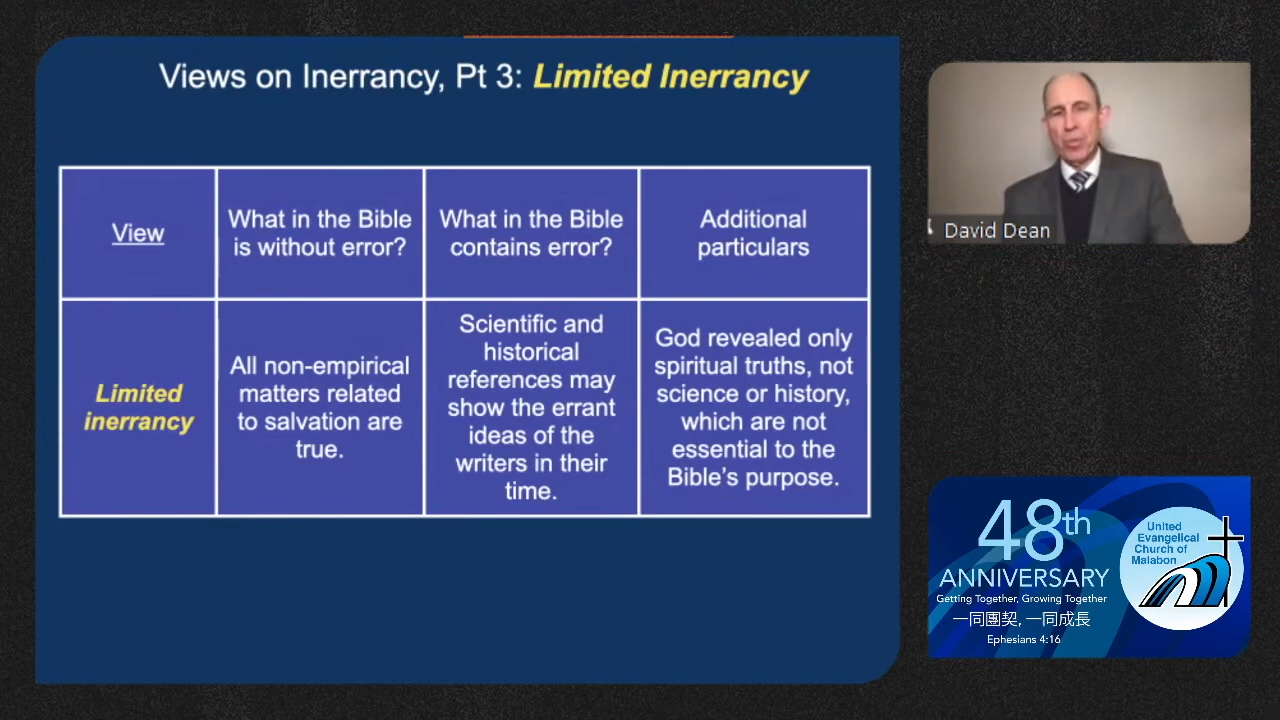 Views on Inerrancy, Pt 3: Limited Inerrancy
View
What in the Bible
is without error?
What in the Bible
contains error?
Additional
particulars
Limited
inerrancy
All non-empirical
matters related
to salvation are
true.
Scientific and
historical
references may
show the errant
ideas of the
writers in their
time.
God revealed only
spiritual truths, not
science or history,
which are not
essential to the
Bible’s purpose.
David Dean
48th
ANNIVERSARY
Getting Together, Growing Together
一同團契, 一同成長
Ephesians 4:16
United
Evangelical
Church of
Malabon